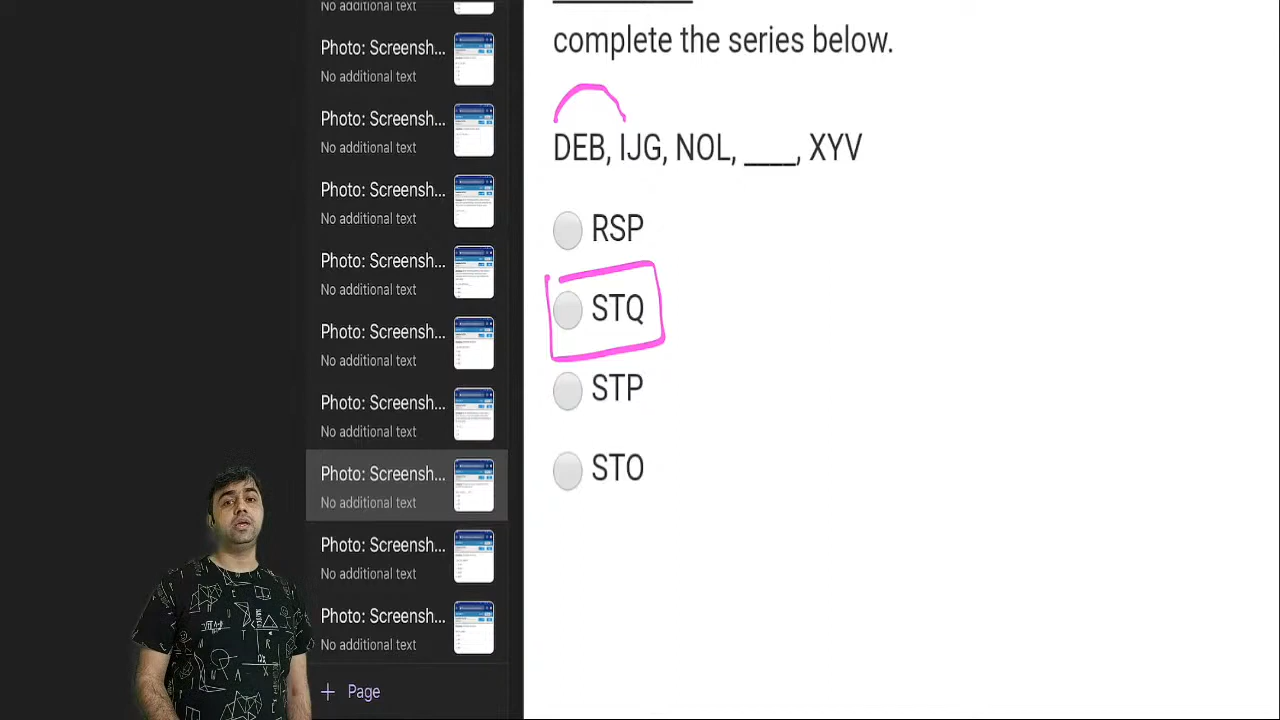 No additional text
Photo: Screensh...
No additional text
Photo: Screensh...
No additional text
Photo: Screensh...
No additional text
Photo: Screensh...
No additional text
Photo: Screensh...
No additional text
Photo: Screensh...
No additional text
Photo: Screensh...
No additional text
Photo: Screensh...
No additional text
Photo: Screensh...
No additional text
+ Page
complete the series below.
DEB, IJG, NOL, ____, XYV
RSP
STQ
STP
STO